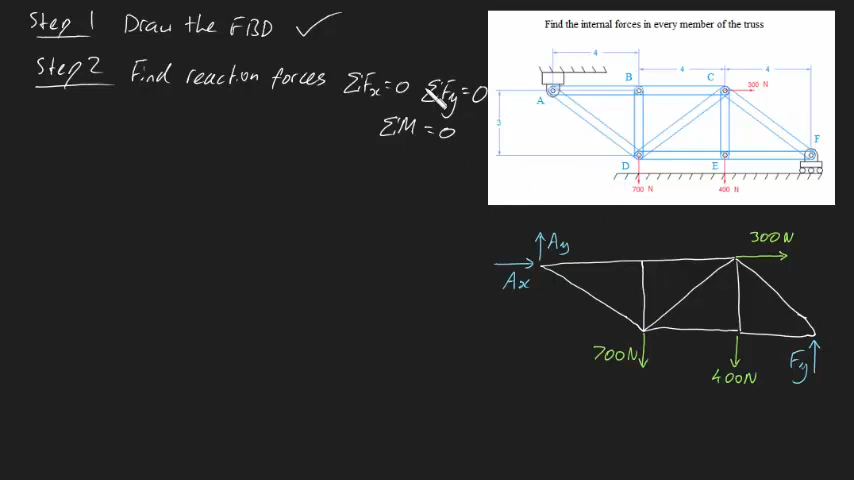 Step 1 Draw the FBD ✓
Step 2 Find reaction forces ΣFx = 0 ΣFy = 0
ΣM = 0
Find the internal forces in every member of the truss
4
4 4
A B C 300 N
3
D E F
700 N 400 N
300N
Ay
Ax
700N 400N Fy